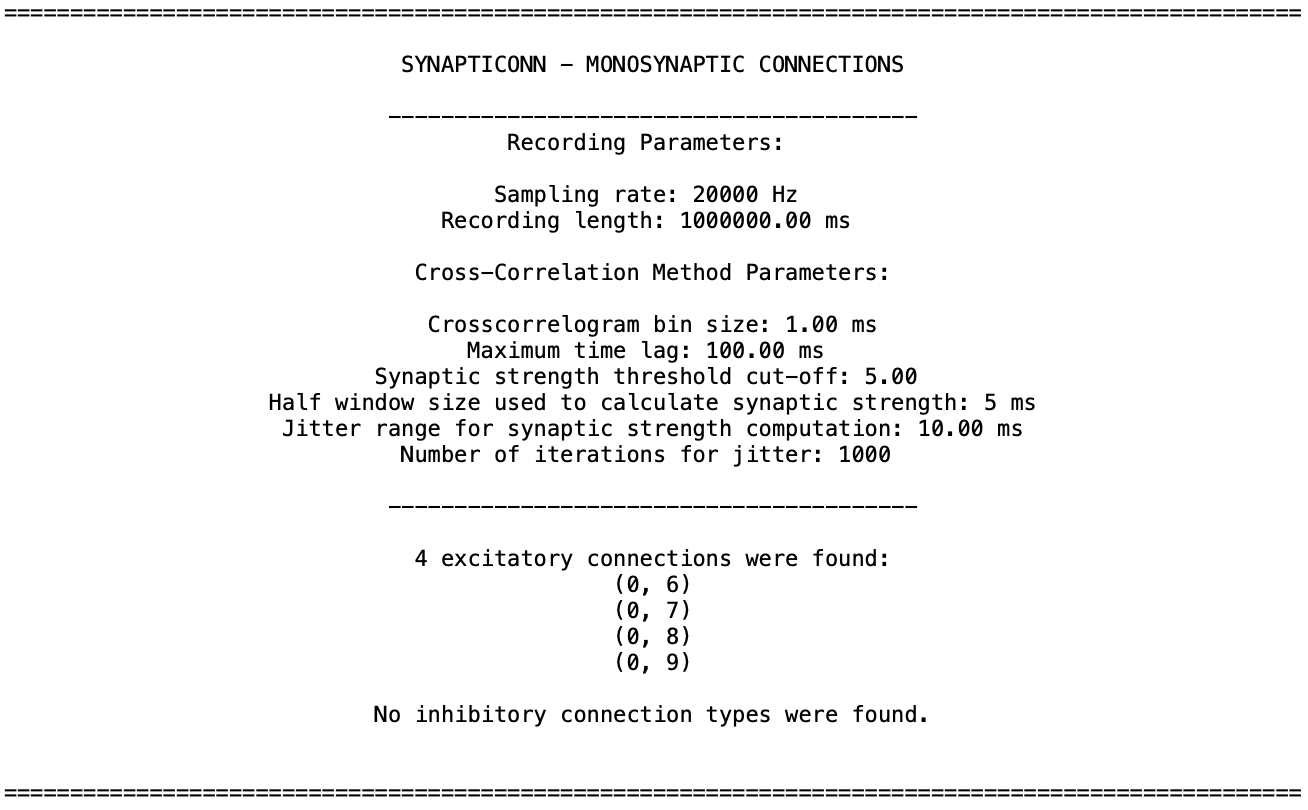 ==================================================================================================
SYNAPTICONN - MONOSYNAPTIC CONNECTIONS
----------------------------------------
Recording Parameters:
Sampling rate: 20000 Hz
Recording length: 1000000.00 ms
Cross-Correlation Method Parameters:
Crosscorrelogram bin size: 1.00 ms
Maximum time lag: 100.00 ms
Synaptic strength threshold cut-off: 5.00
Half window size used to calculate synaptic strength: 5 ms
Jitter range for synaptic strength computation: 10.00 ms
Number of iterations for jitter: 1000
----------------------------------------
4 excitatory connections were found:
(0, 6)
(0, 7)
(0, 8)
(0, 9)
No inhibitory connection types were found.
==================================================================================================